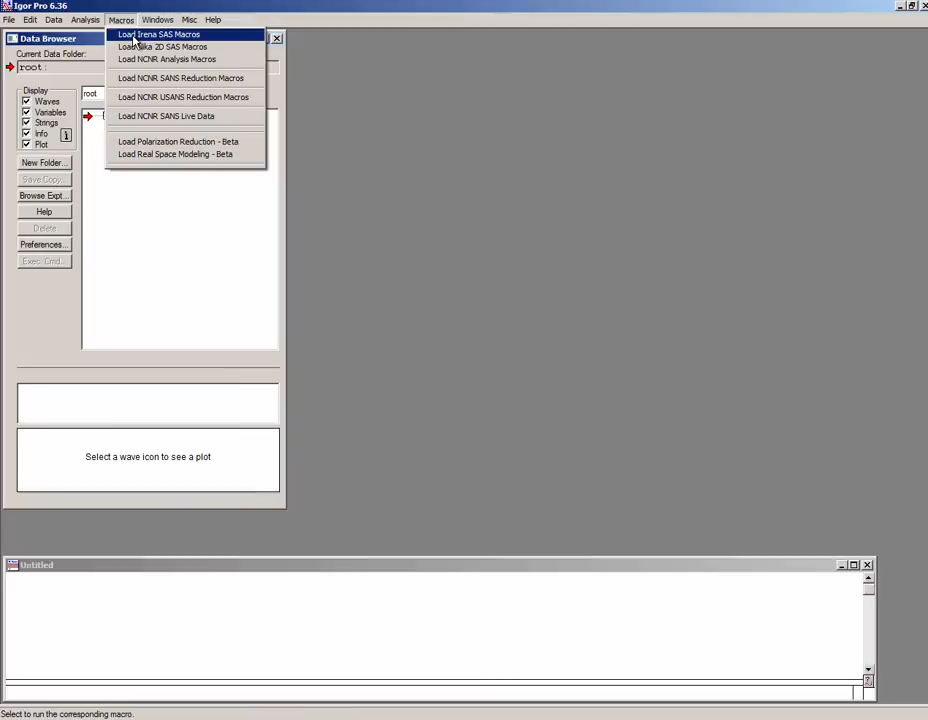 Igor Pro 6.36
File Edit Data Analysis Macros Windows Misc Help
Data Browser
Current Data Folder:
root:
Display
Waves
Variables
Strings
Info
Plot
root
New Folder...
Save Copy...
Browse Expt...
Help
Delete
Preferences...
Exec Cmd...
Load Irena SAS Macros
Load Nika 2D SAS Macros
Load NCNR Analysis Macros
Load NCNR SANS Reduction Macros
Load NCNR USANS Reduction Macros
Load NCNR SANS Live Data
Load Polarization Reduction - Beta
Load Real Space Modeling - Beta
Select a wave icon to see a plot
Untitled
Select to run the corresponding macro.